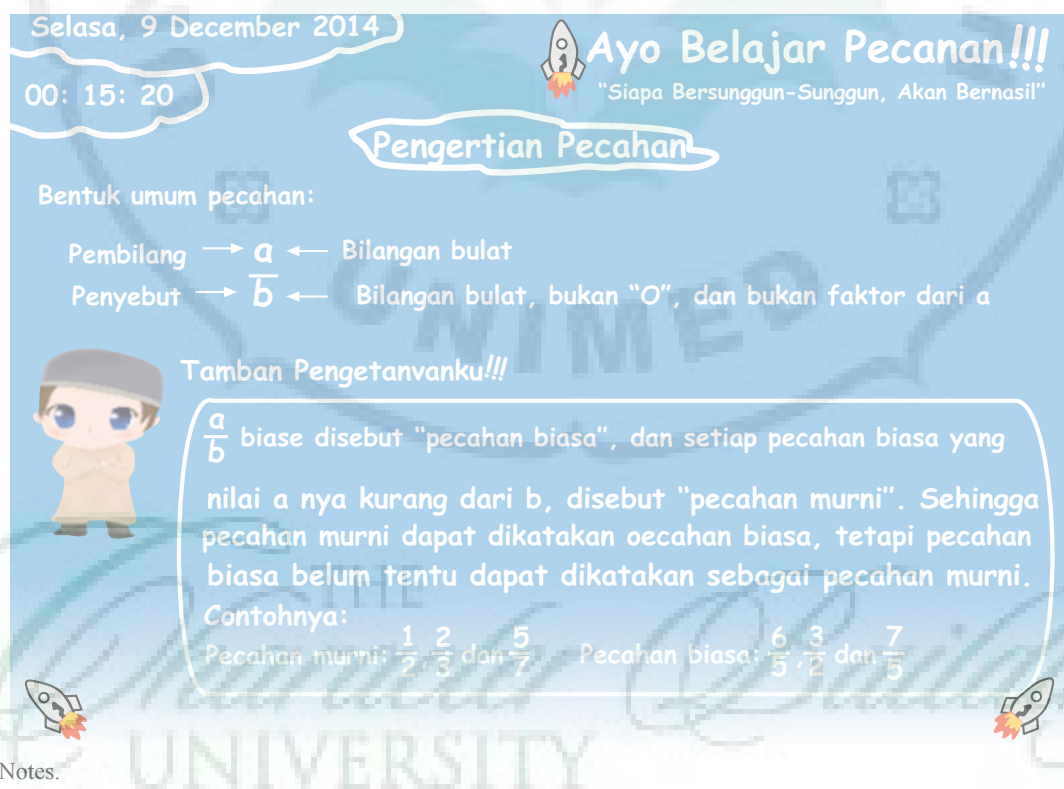 Selasa, 9 December 2014
00: 15: 20
Ayo Belajar Pecanan!!!
"Siapa Bersunggun-Sunggun, Akan Bernasil"
Pengertian Pecahan
Bentuk umum pecahan:
Pembilang → a ← Bilangan bulat
Penyebut → b ← Bilangan bulat, bukan "O", dan bukan faktor dari a
Tamban Pengetanvanku!!!
a/b biase disebut "pecahan biasa", dan setiap pecahan biasa yang
nilai a nya kurang dari b, disebut "pecahan murni". Sehingga
pecahan murni dapat dikatakan oecahan biasa, tetapi pecahan
biasa belum tentu dapat dikatakan sebagai pecahan murni.
Contohnya:
Pecahan murni: 1/2, 2/3 dan 5/7 Pecahan biasa: 6/5, 3/2 dan 7/5
UNIMED
THE
UNIVERSITY
Notes.